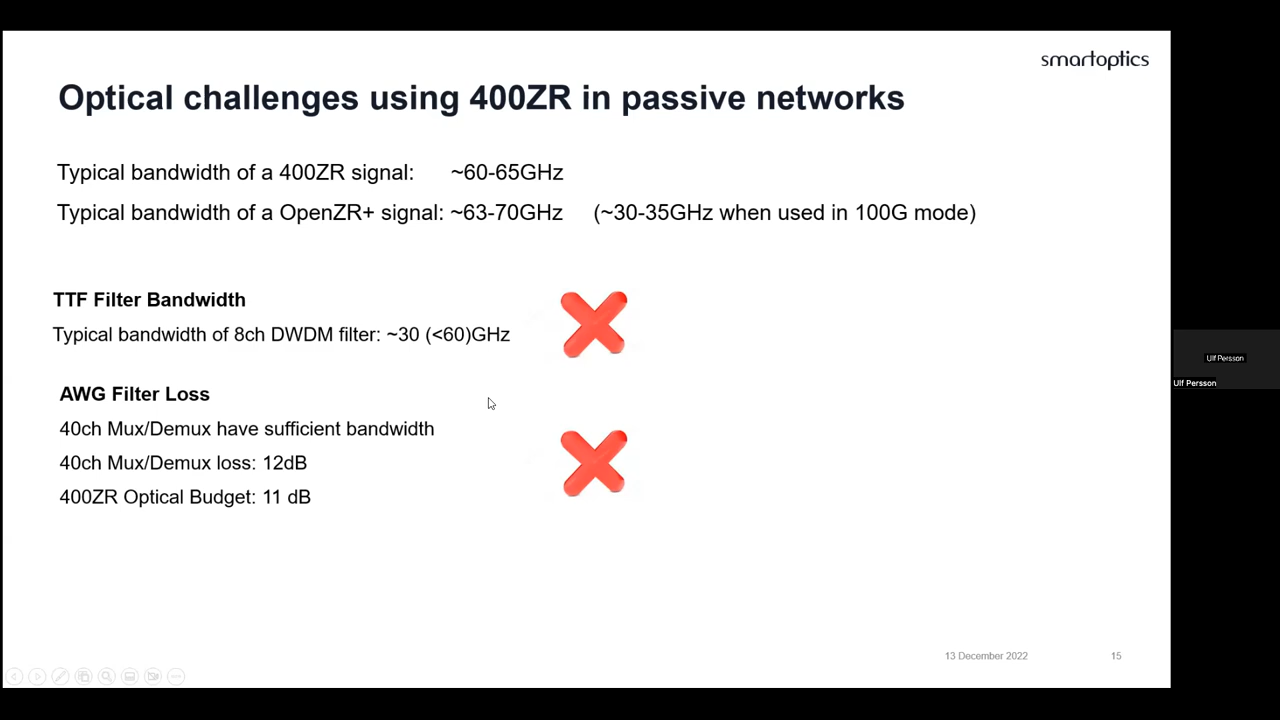 smartoptics
Optical challenges using 400ZR in passive networks
Typical bandwidth of a 400ZR signal: ~60-65GHz
Typical bandwidth of a OpenZR+ signal: ~63-70GHz (~30-35GHz when used in 100G mode)
TTF Filter Bandwidth
Typical bandwidth of 8ch DWDM filter: ~30 (<60)GHz
AWG Filter Loss
40ch Mux/Demux have sufficient bandwidth
40ch Mux/Demux loss: 12dB
400ZR Optical Budget: 11 dB
Ulf Persson
Ulf Persson
13 December 2022 15